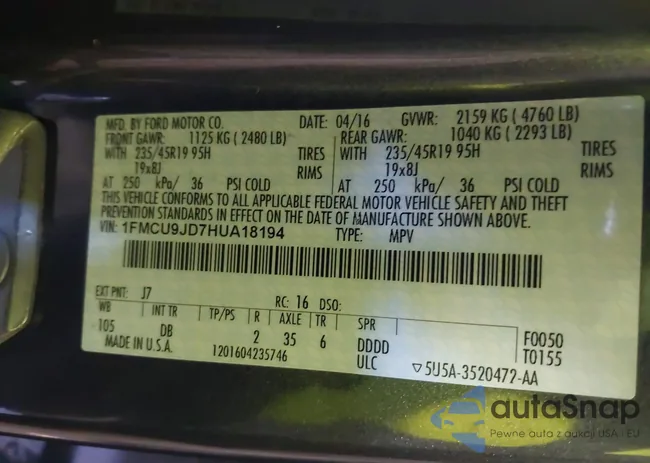 MFD. BY FORD MOTOR CO. DATE: 04/16 GVWR: 2159 KG ( 4760 LB)
FRONT GAWR: 1125 KG ( 2480 LB) REAR GAWR: 1040 KG ( 2293 LB)
WITH 235/45R19 95H TIRES WITH 235/45R19 95H TIRES
19x8J RIMS 19x8J RIMS
AT 250 kPa/ 36 PSI COLD AT 250 kPa/ 36 PSI COLD
THIS VEHICLE CONFORMS TO ALL APPLICABLE FEDERAL MOTOR VEHICLE SAFETY AND THEFT
PREVENTION STANDARDS IN EFFECT ON THE DATE OF MANUFACTURE SHOWN ABOVE.
VIN: 1FMCU9JD7HUA18194 TYPE: MPV
EXT PNT: J7 RC: 16 DSO:
WB INT TR TP/PS R AXLE TR SPR
105 DB 2 35 6 DDDD F0050
MADE IN U.S.A. 1201604235746 ULC T0155
▽5U5A-3520472-AA
autaSnap
Pewne auta z aukcji USA - EU